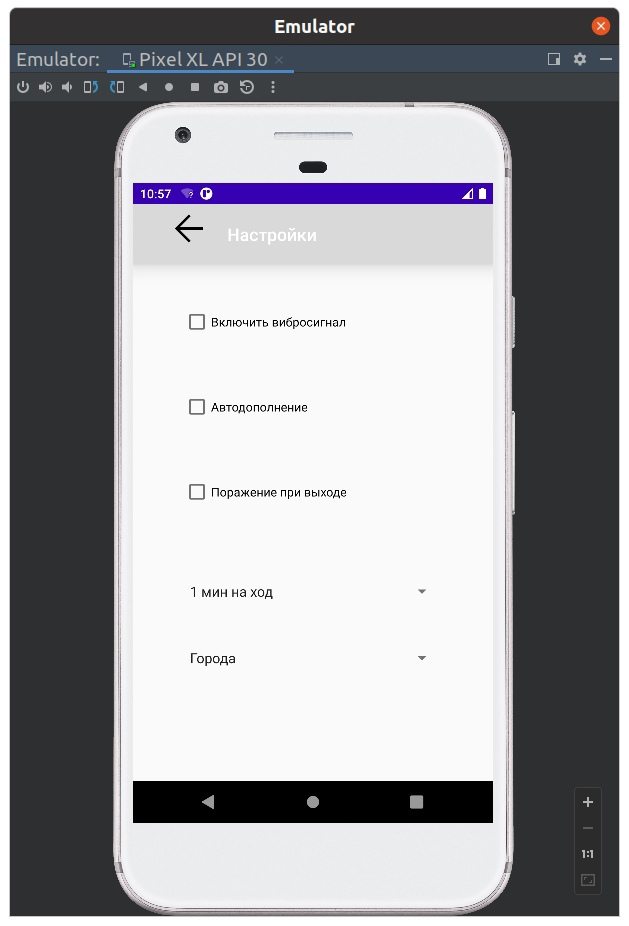 Emulator
Emulator: Pixel XL API 30
10:57
Настройки
Включить вибросигнал
Автодополнение
Поражение при выходе
1 мин на ход
Города
1:1